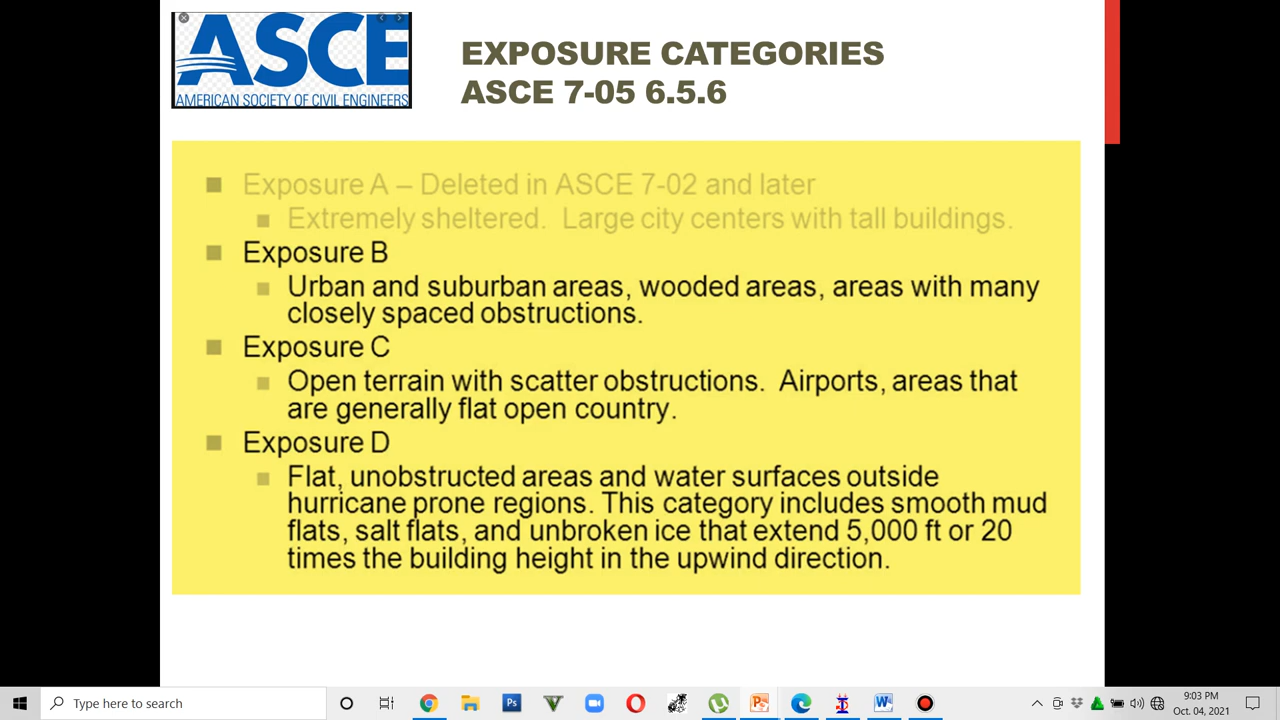 ASCE
AMERICAN SOCIETY OF CIVIL ENGINEERS
EXPOSURE CATEGORIES
ASCE 7-05 6.5.6
Exposure A – Deleted in ASCE 7-02 and later
Extremely sheltered. Large city centers with tall buildings.
Exposure B
Urban and suburban areas, wooded areas, areas with many
closely spaced obstructions.
Exposure C
Open terrain with scatter obstructions. Airports, areas that
are generally flat open country.
Exposure D
Flat, unobstructed areas and water surfaces outside
hurricane prone regions. This category includes smooth mud
flats, salt flats, and unbroken ice that extend 5,000 ft or 20
times the building height in the upwind direction.
Type here to search
9:03 PM
Oct. 04, 2021